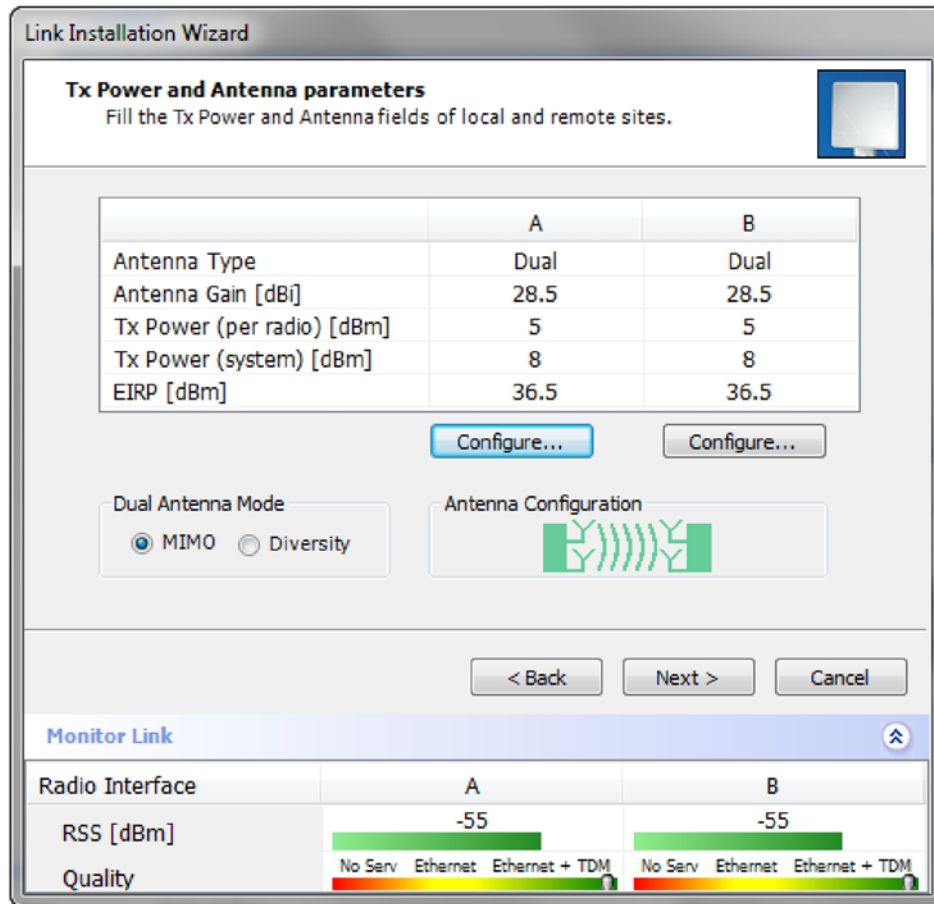 Link Installation Wizard
Tx Power and Antenna parameters
Fill the Tx Power and Antenna fields of local and remote sites.
A B
Antenna Type Dual Dual
Antenna Gain [dBi] 28.5 28.5
Tx Power (per radio) [dBm] 5 5
Tx Power (system) [dBm] 8 8
EIRP [dBm] 36.5 36.5
Configure... Configure...
Dual Antenna Mode Antenna Configuration
MIMO Diversity
< Back Next > Cancel
Monitor Link
Radio Interface A B
RSS [dBm] -55 -55
Quality No Serv Ethernet Ethernet + TDM No Serv Ethernet Ethernet + TDM